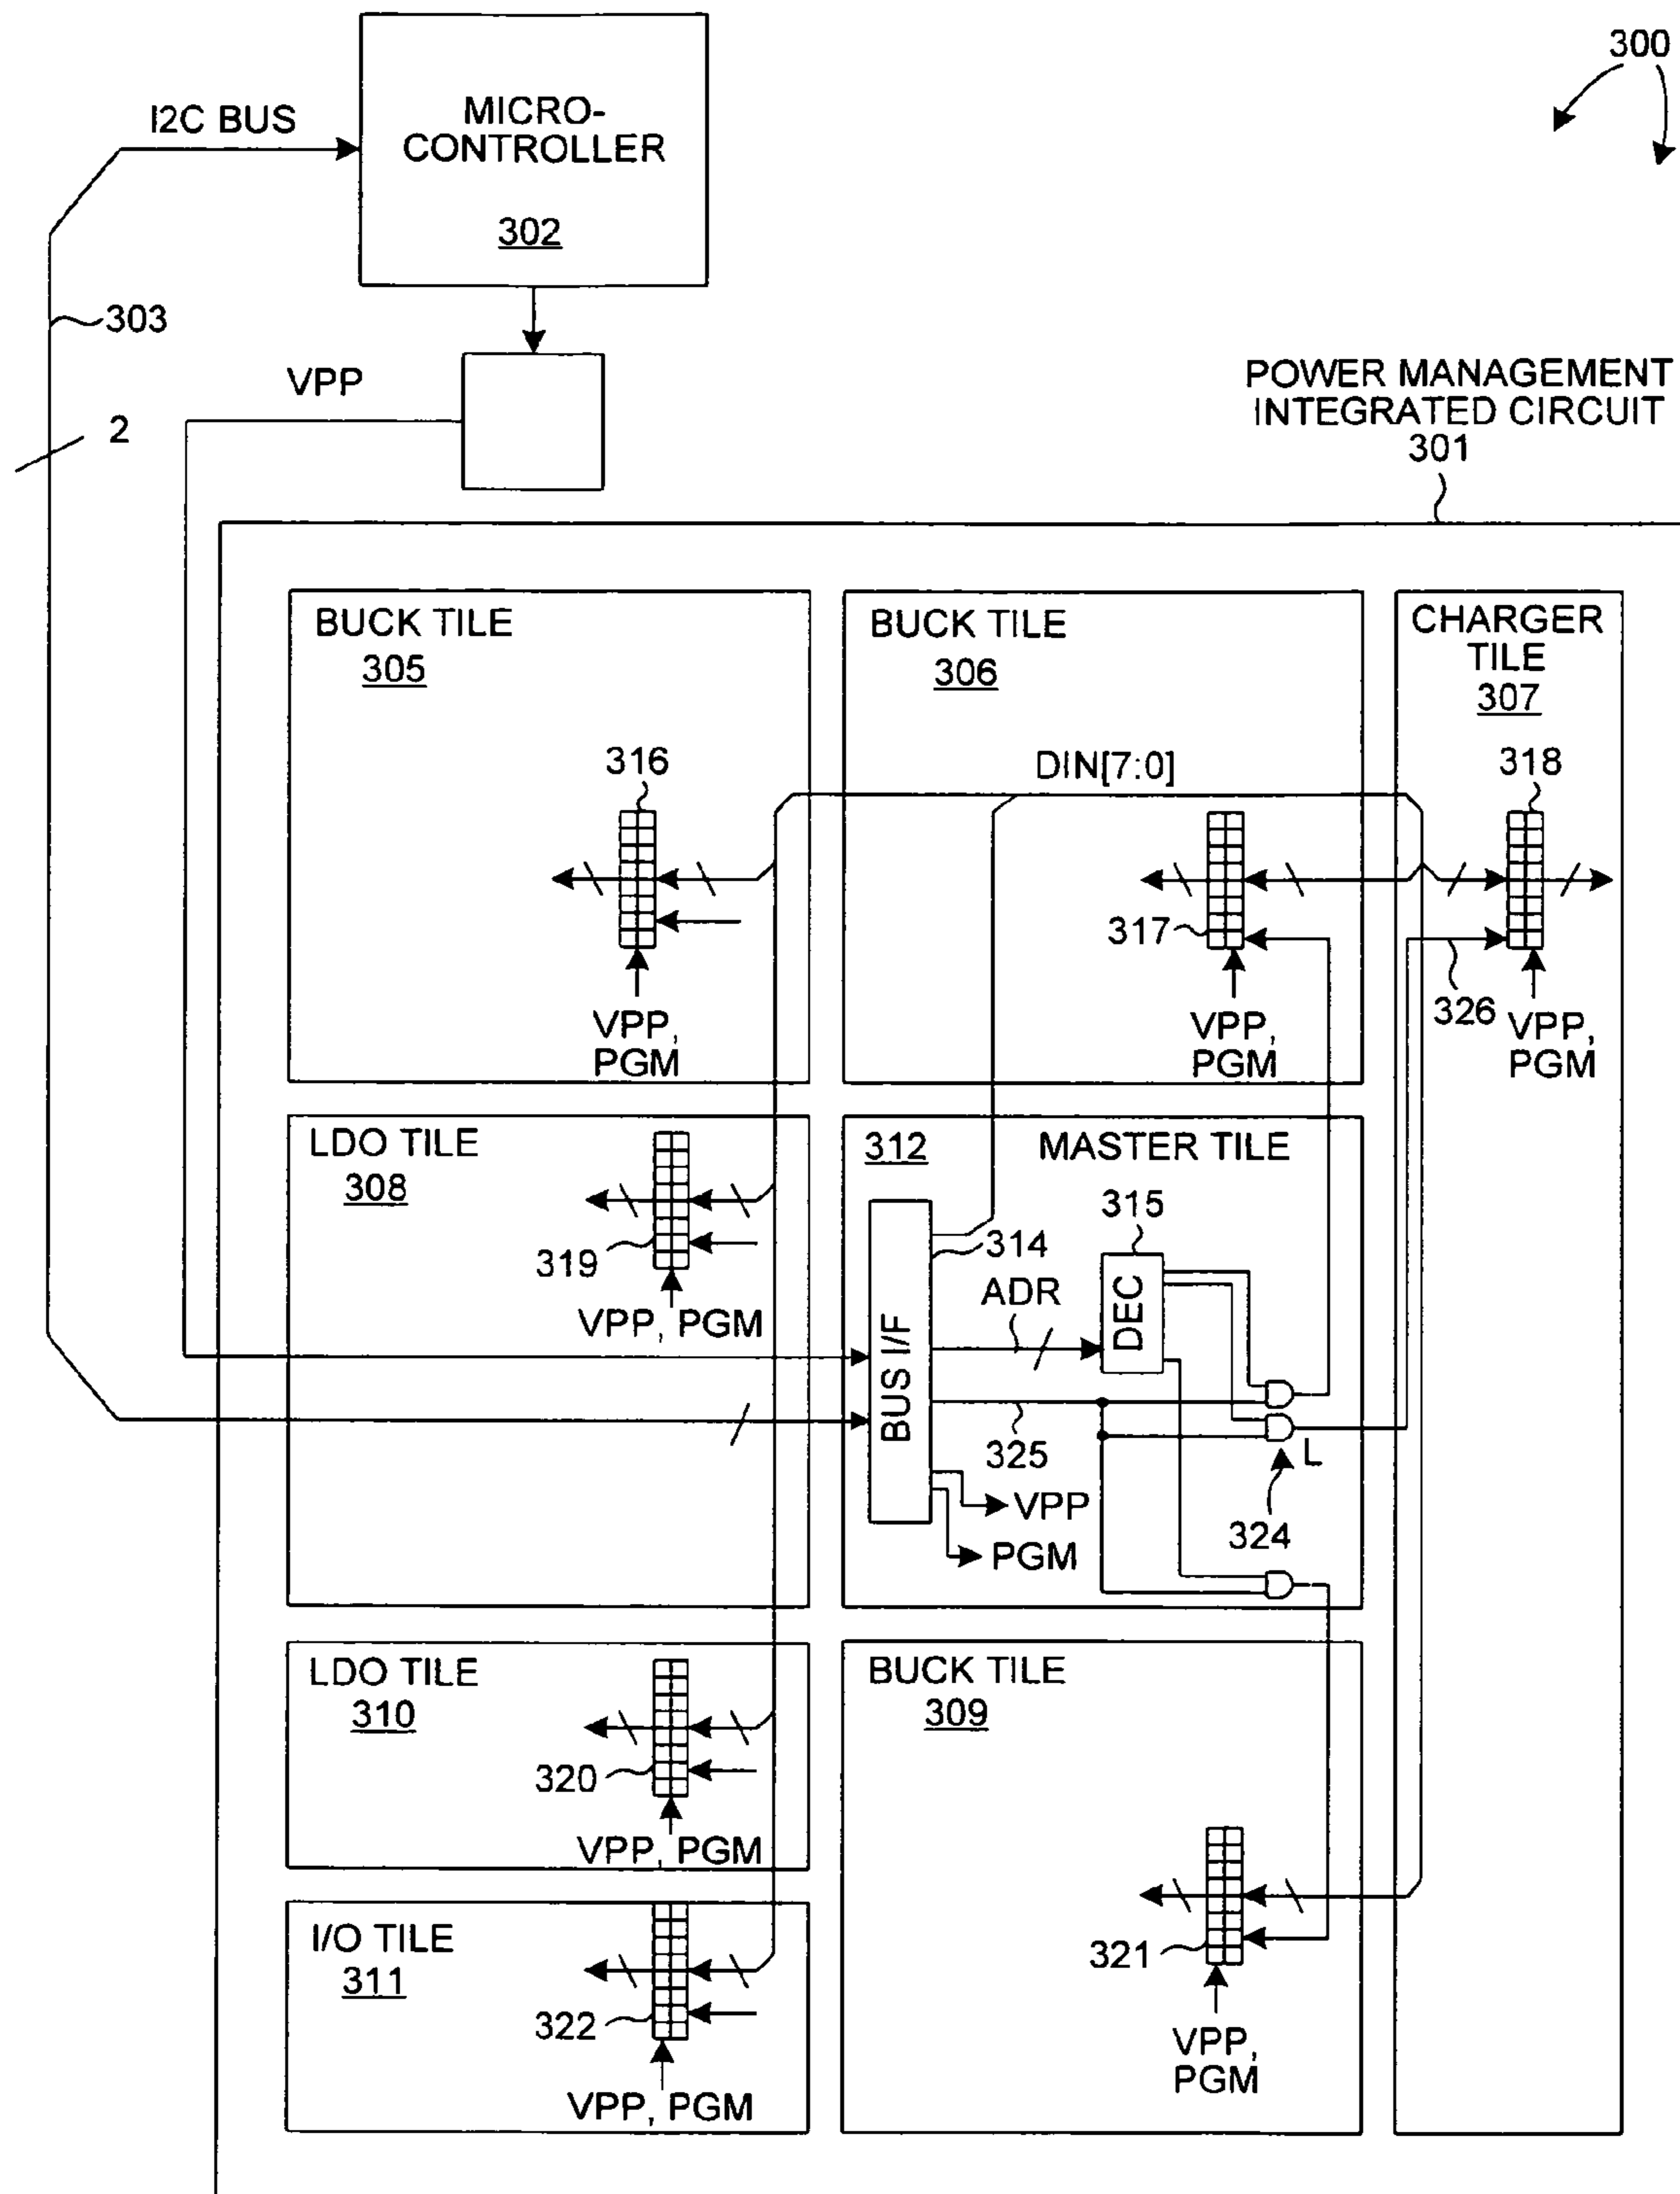 300
I2C BUS
MICRO-
CONTROLLER
302
303
VPP
2
POWER MANAGEMENT
INTEGRATED CIRCUIT
301
BUCK TILE
305
316
VPP,
PGM
BUCK TILE
306
DIN[7:0]
317
VPP,
PGM
CHARGER
TILE
307
318
326
VPP,
PGM
LDO TILE
308
319
VPP, PGM
312
MASTER TILE
314
315
ADR
DEC
BUS I/F
325
L
324
VPP
PGM
LDO TILE
310
320
VPP, PGM
BUCK TILE
309
321
VPP,
PGM
I/O TILE
311
322
VPP, PGM